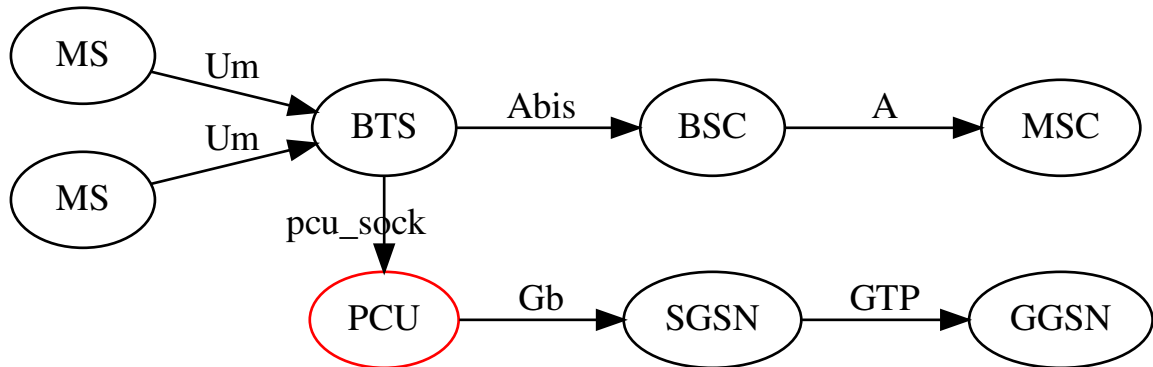 MS
Um
BTS
Abis
BSC
A
MSC
MS
Um
pcu_sock
PCU
Gb
SGSN
GTP
GGSN